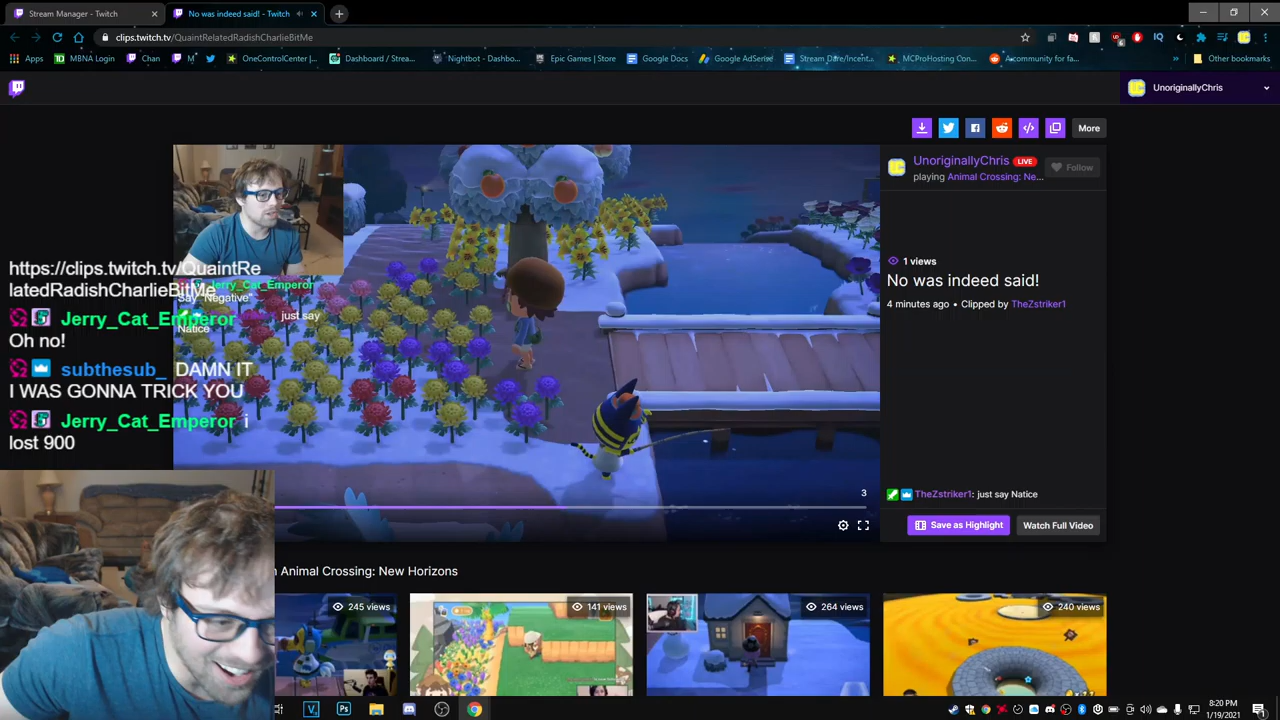 Stream Manager - Twitch
No was indeed said! - Twitch
clips.twitch.tv/QuaintRelatedRadishCharlieBitMe
Apps
MBNA Login
Chan
M
OneControlCenter |...
Dashboard / Strea...
Nightbot - Dashbo...
Epic Games | Store
Google Docs
Google AdSense
Stream Dare/Incent...
MCProHosting Con...
A community for fa...
Other bookmarks
UnoriginallyChris
More
UnoriginallyChris LIVE
playing Animal Crossing: Ne...
Follow
1 views
No was indeed said!
4 minutes ago • Clipped by TheZstriker1
https://clips.twitch.tv/QuaintRe
latedRadishCharlieBitMe
Jerry_Cat_Emperor
Oh no!
subthesub_ DAMN IT
I WAS GONNA TRICK YOU
Jerry_Cat_Emperor i
lost 900
Jerry_Cat_Emperor
Say "Negative"
just say
Natice
3
TheZstriker1: just say Natice
Save as Highlight
Watch Full Video
n Animal Crossing: New Horizons
245 views
141 views
264 views
240 views
8:20 PM
1/19/2021